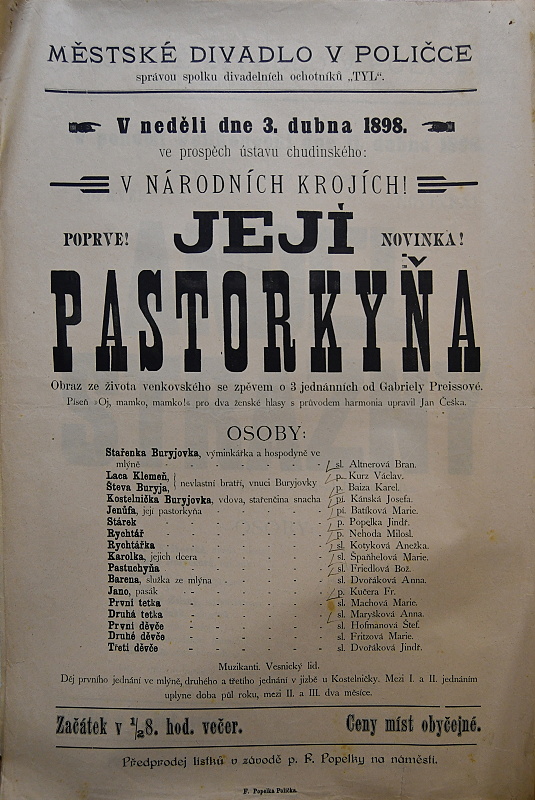 MĚSTSKÉ DIVADLO V POLIČCE
správou spolku divadelních ochotníků „TYL“.
V neděli dne 3. dubna 1898.
ve prospěch ústavu chudinského:
V NÁRODNÍCH KROJÍCH!
POPRVÉ! JEJÍ NOVINKA!
PASTORKYŇA
Obraz ze života venkovského se zpěvem o 3 jednáních od Gabriely Preissové.
Píseň »Oj, mamko, mamko!« pro dva ženské hlasy s průvodem harmonia upravil Jan Češka.
OSOBY:
Stařenka Buryjovka, výminkářka a hospodyně ve
mlýně - - - - - sl. Altnerová Bran.
Laca Klemeň, } nevlastní bratři, vnuci Buryjovky p. Kurz Václav.
Števa Buryja, p. Baiza Karel.
Kostelnička Buryjovka, vdova, stařenčina snacha pí. Kánská Josefa.
Jenůfa, její pastorkyňa - - - - pí. Batíková Marie.
Stárek - - - - - p. Popelka Jindř.
Rychtář - - - - - p. Nehoda Milosl.
Rychtářka - - - - - sl. Kotyková Anežka.
Karolka, jejich dcera - - - - sl. Španhelová Marie.
Pastuchyňa - - - - - sl. Friedlová Bož.
Barena, služka ze mlýna - - - - sl. Dvořáková Anna.
Jano, pasák - - - - - p. Kučera Fr.
První tetka - - - - - sl. Machová Marie.
Druhá tetka - - - - - sl. Maryšková Anna.
První děvče - - - - - sl. Hofmanová Štef.
Druhé děvče - - - - - sl. Fritzová Marie.
Třetí děvče - - - - - sl. Dvořáková Jindř.
Muzikanti. Vesnický lid.
Děj prvního jednání ve mlýně, druhého a třetího jednání v jizbě u Kostelničky. Mezi I. a II. jednáním
uplyne doba půl roku, mezi II. a III. dva měsíce.
Začátek v ½8. hod. večer. Ceny míst obyčejné.
Předprodej lístků v závodě p. F. Popelky na náměstí.
F. Popelka Polička.